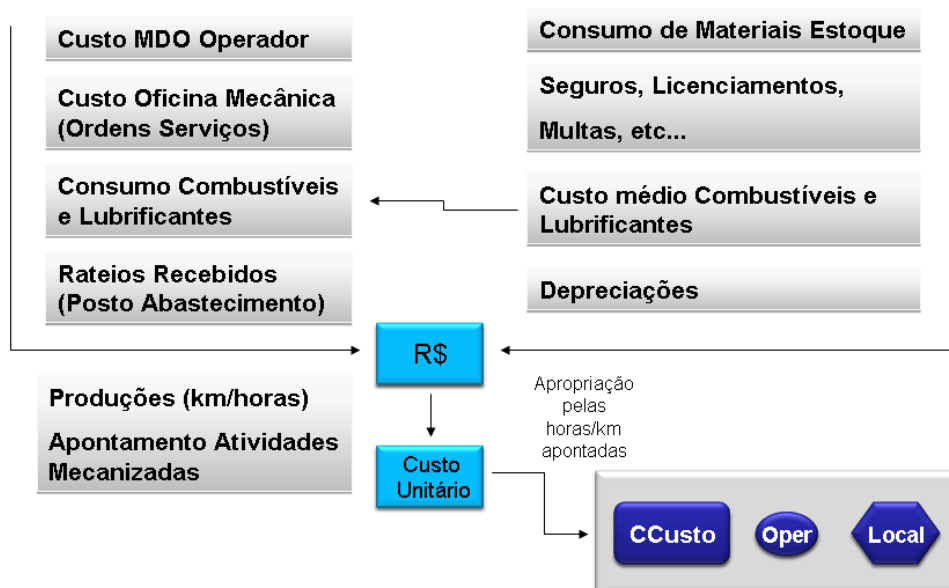 Custo MDO Operador
Custo Oficina Mecânica
(Ordens Serviços)
Consumo Combustíveis
e Lubrificantes
Rateios Recebidos
(Posto Abastecimento)
Consumo de Materiais Estoque
Seguros, Licenciamentos,
Multas, etc...
Custo médio Combustíveis e
Lubrificantes
Depreciações
R$
Produções (km/horas)
Apontamento Atividades
Mecanizadas
Custo
Unitário
Apropriação
pelas
horas/km
apontadas
CCusto
Oper
Local